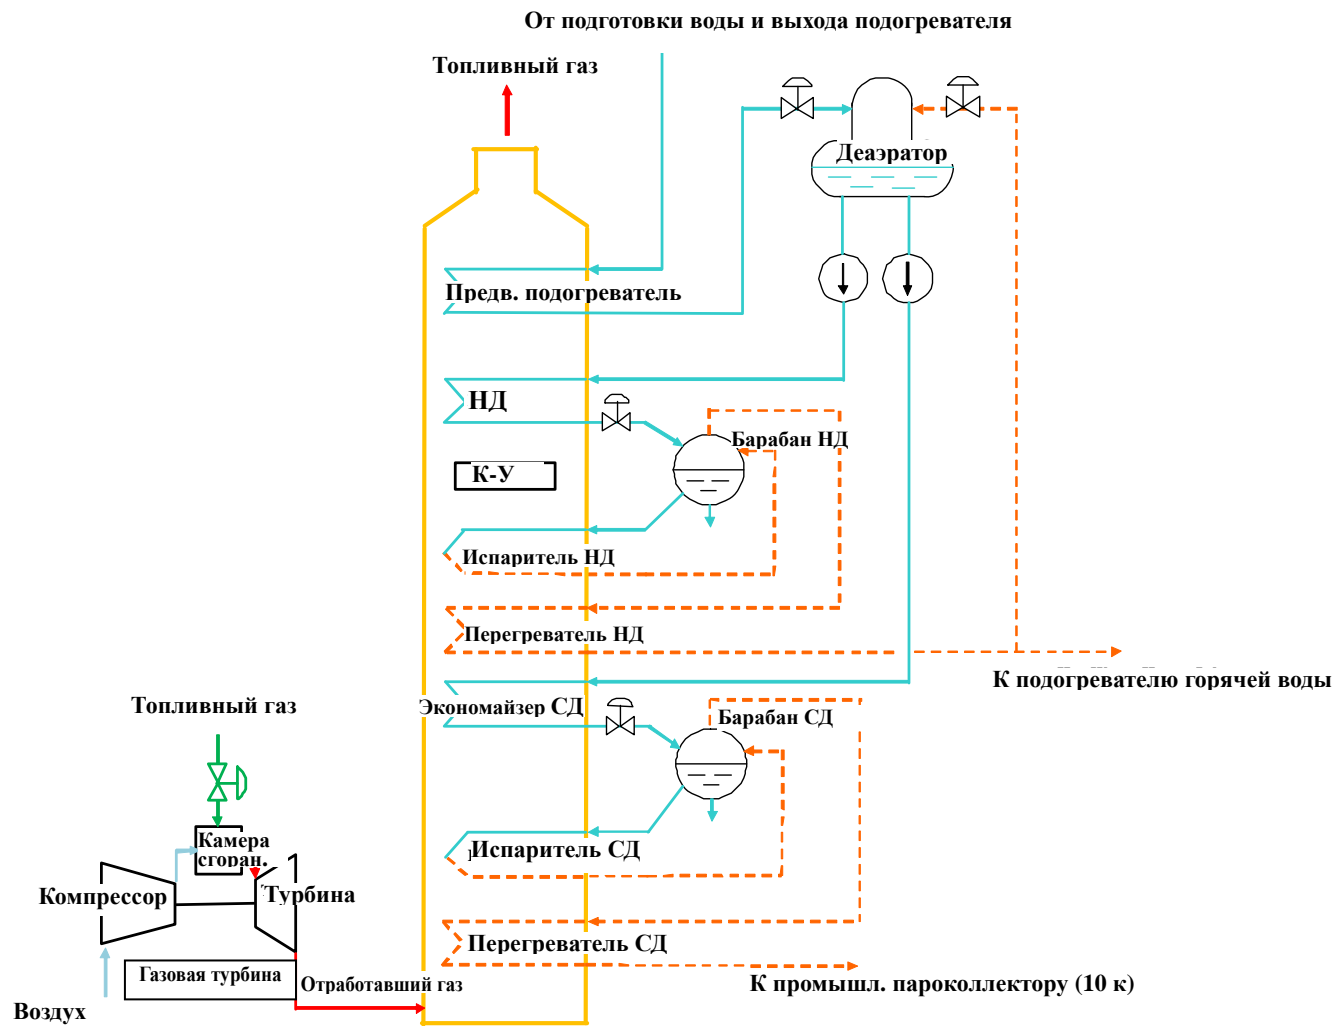 От подготовки воды и выхода подогревателя
Топливный газ
Деаэратор
Предв. подогреватель
НД
Барабан НД
К-У
Испаритель НД
Перегреватель НД
К подогревателю горячей воды
Экономайзер СД
Барабан СД
Топливный газ
Камера
сгоран.
Испаритель СД
Компрессор
Турбина
Перегреватель СД
Газовая турбина
Отработавший газ
К промышл. пароколлектору (10 к)
Воздух